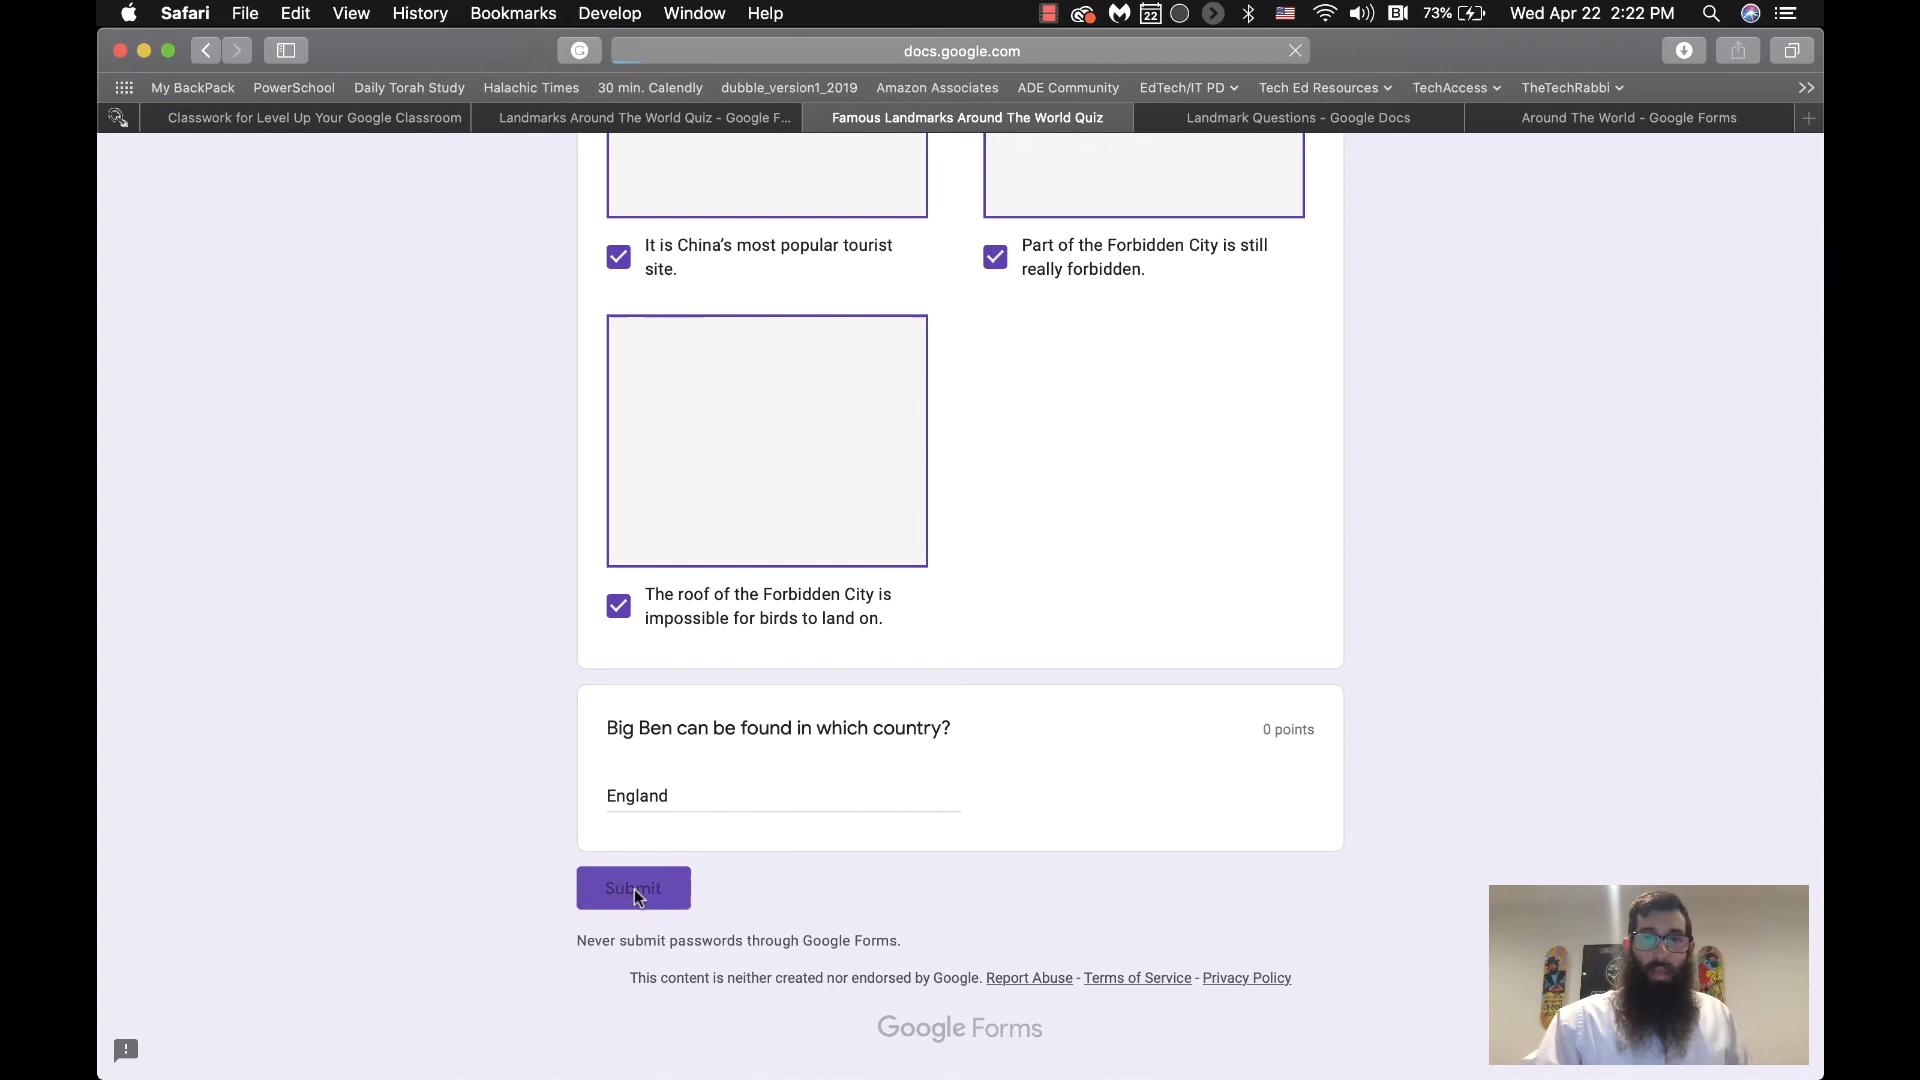 Safari File Edit View History Bookmarks Develop Window Help 22 73% Wed Apr 22 2:22 PM
docs.google.com
My BackPack PowerSchool Daily Torah Study Halachic Times 30 min. Calendly dubble_version1_2019 Amazon Associates ADE Community EdTech/IT PD Tech Ed Resources TechAccess TheTechRabbi
Classwork for Level Up Your Google Classroom Landmarks Around The World Quiz - Google F... Famous Landmarks Around The World Quiz Landmark Questions - Google Docs Around The World - Google Forms
It is China’s most popular tourist
site.
Part of the Forbidden City is still
really forbidden.
The roof of the Forbidden City is
impossible for birds to land on.
Big Ben can be found in which country? 0 points
England
Submit
Never submit passwords through Google Forms.
This content is neither created nor endorsed by Google. Report Abuse - Terms of Service - Privacy Policy
Google Forms